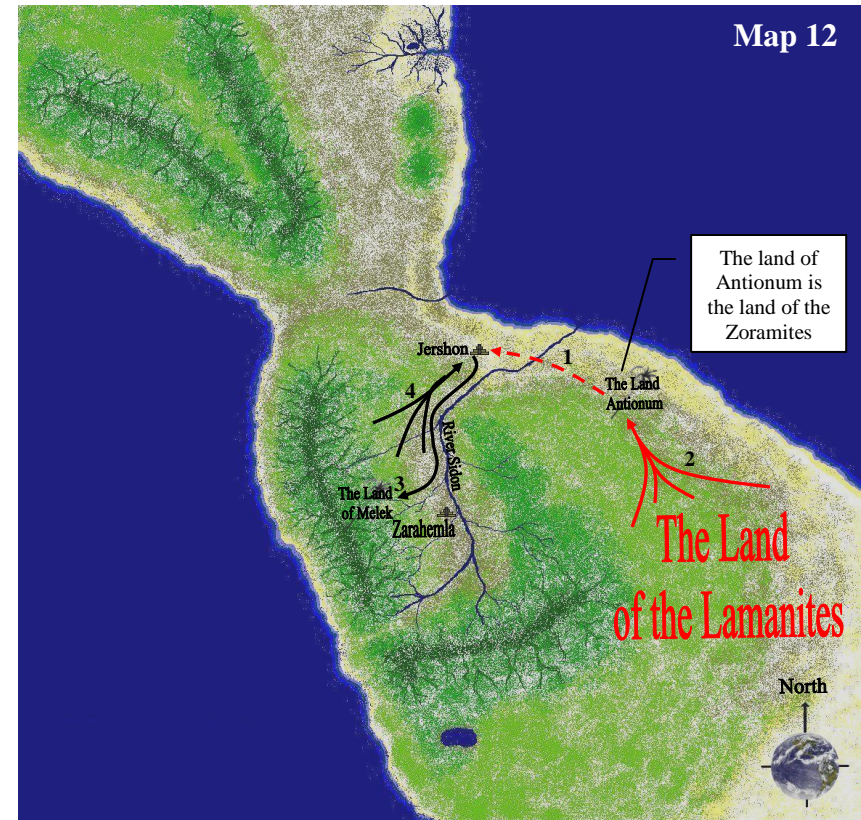 Map 12
The land of
Antionum is
the land of the
Zoramites
Jershon
1
The Land
Antionum
4
2
River Sidon
3
The Land
of Melek
Zarahemla
The Land
of the Lamanites
North